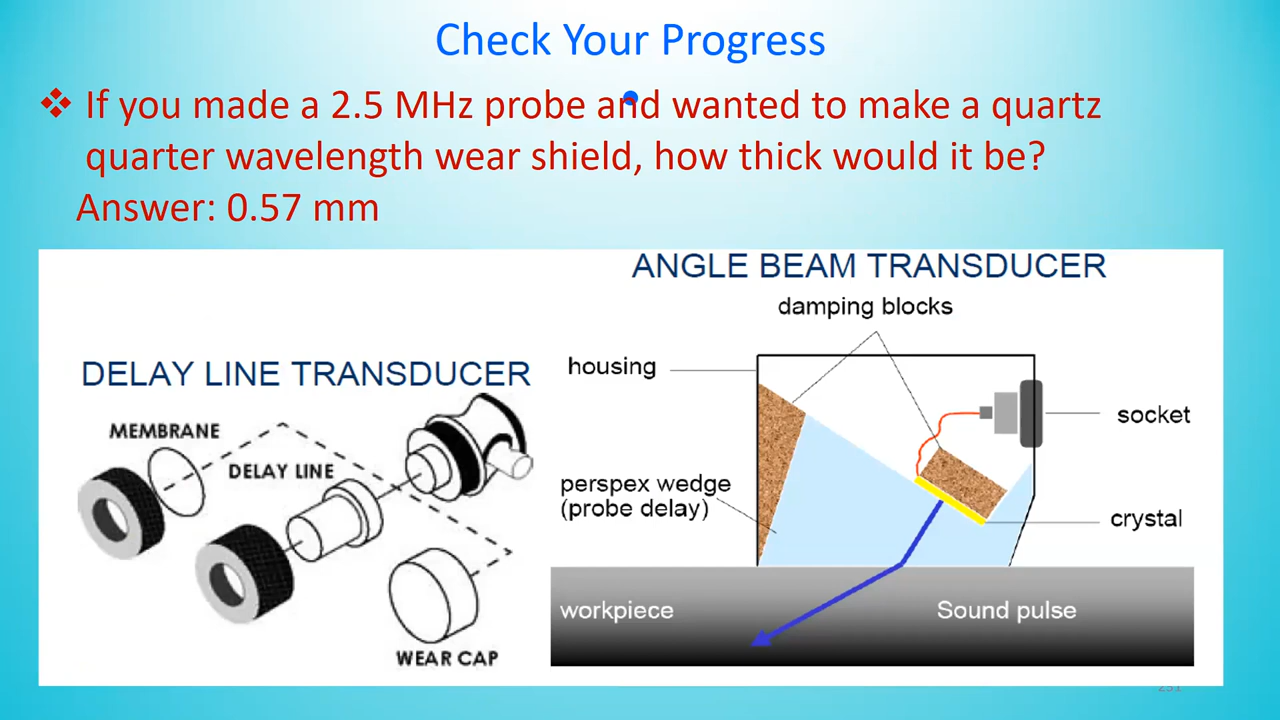 Check Your Progress
❖ If you made a 2.5 MHz probe and wanted to make a quartz
quarter wavelength wear shield, how thick would it be?
Answer: 0.57 mm
ANGLE BEAM TRANSDUCER
damping blocks
housing
socket
perspex wedge
(probe delay)
crystal
workpiece
Sound pulse
DELAY LINE TRANSDUCER
MEMBRANE
DELAY LINE
WEAR CAP